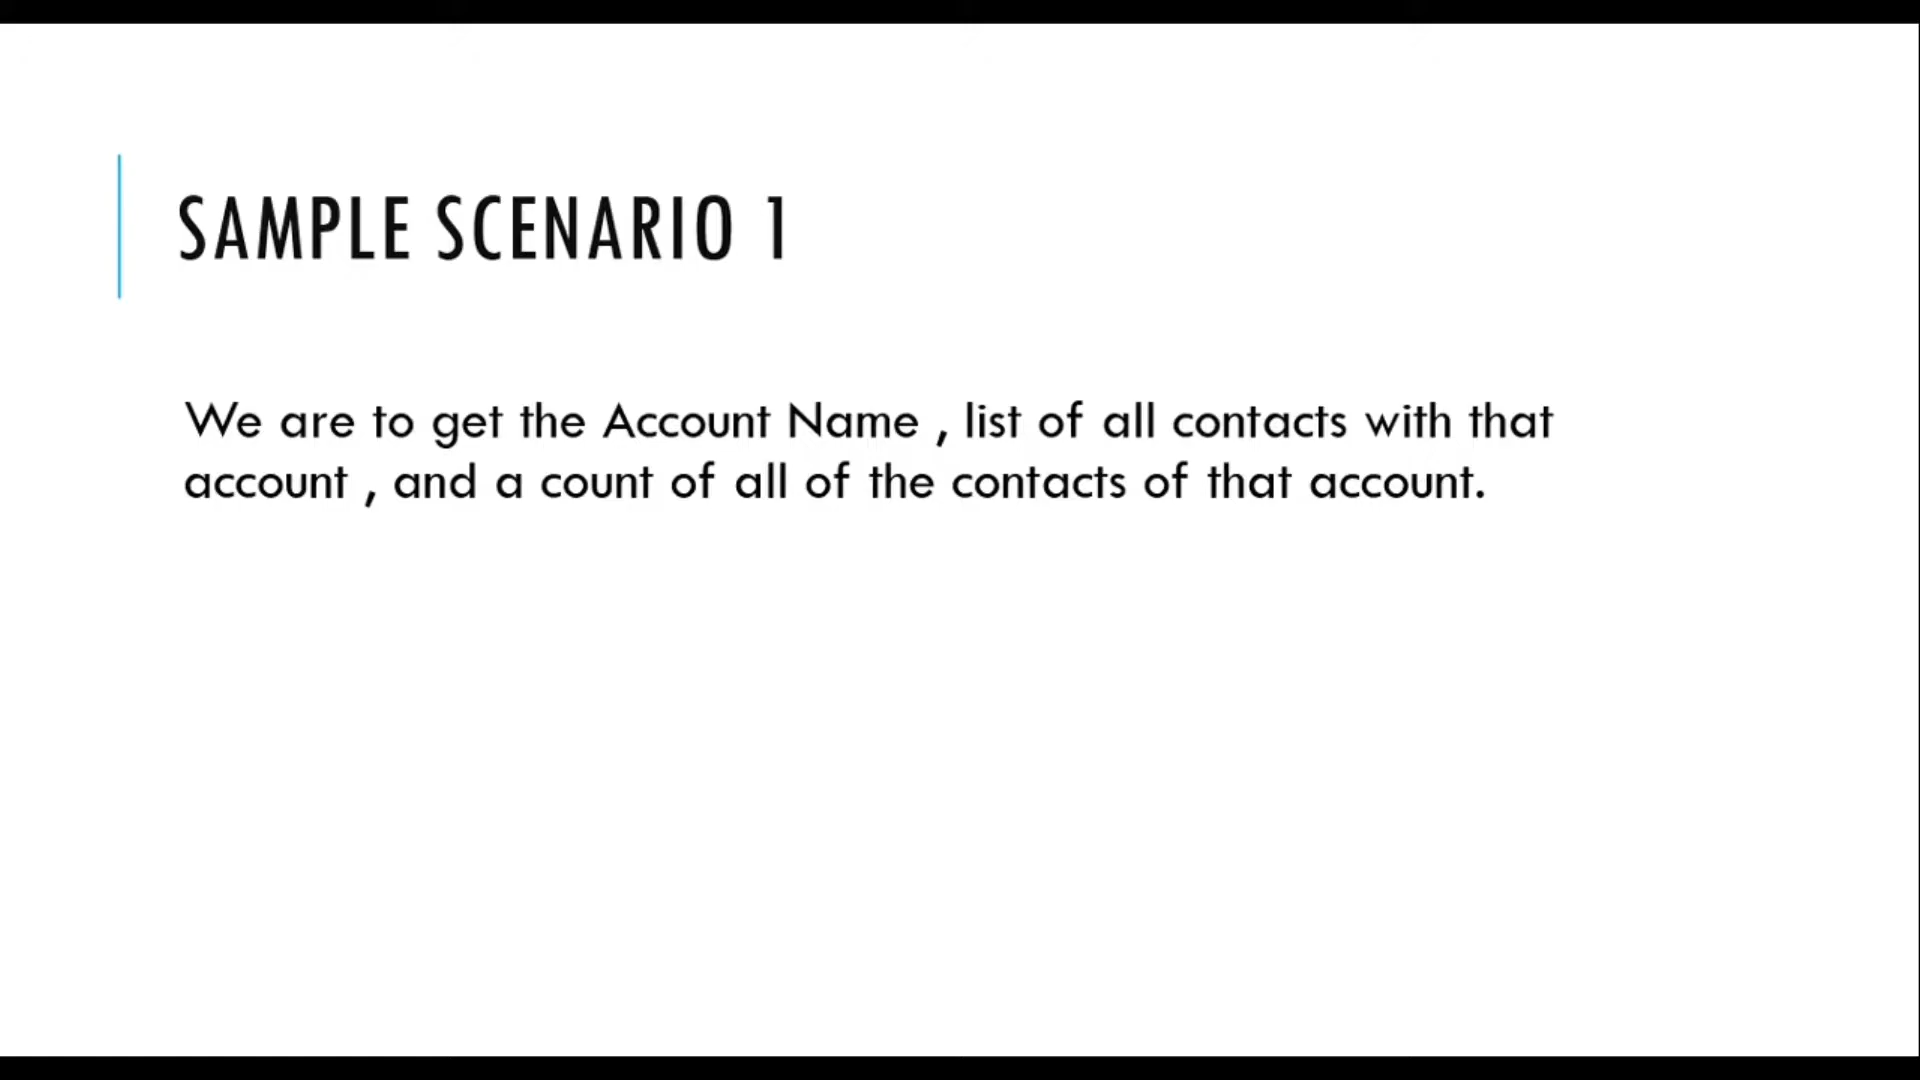 SAMPLE SCENARIO 1
We are to get the Account Name , list of all contacts with that
account , and a count of all of the contacts of that account.